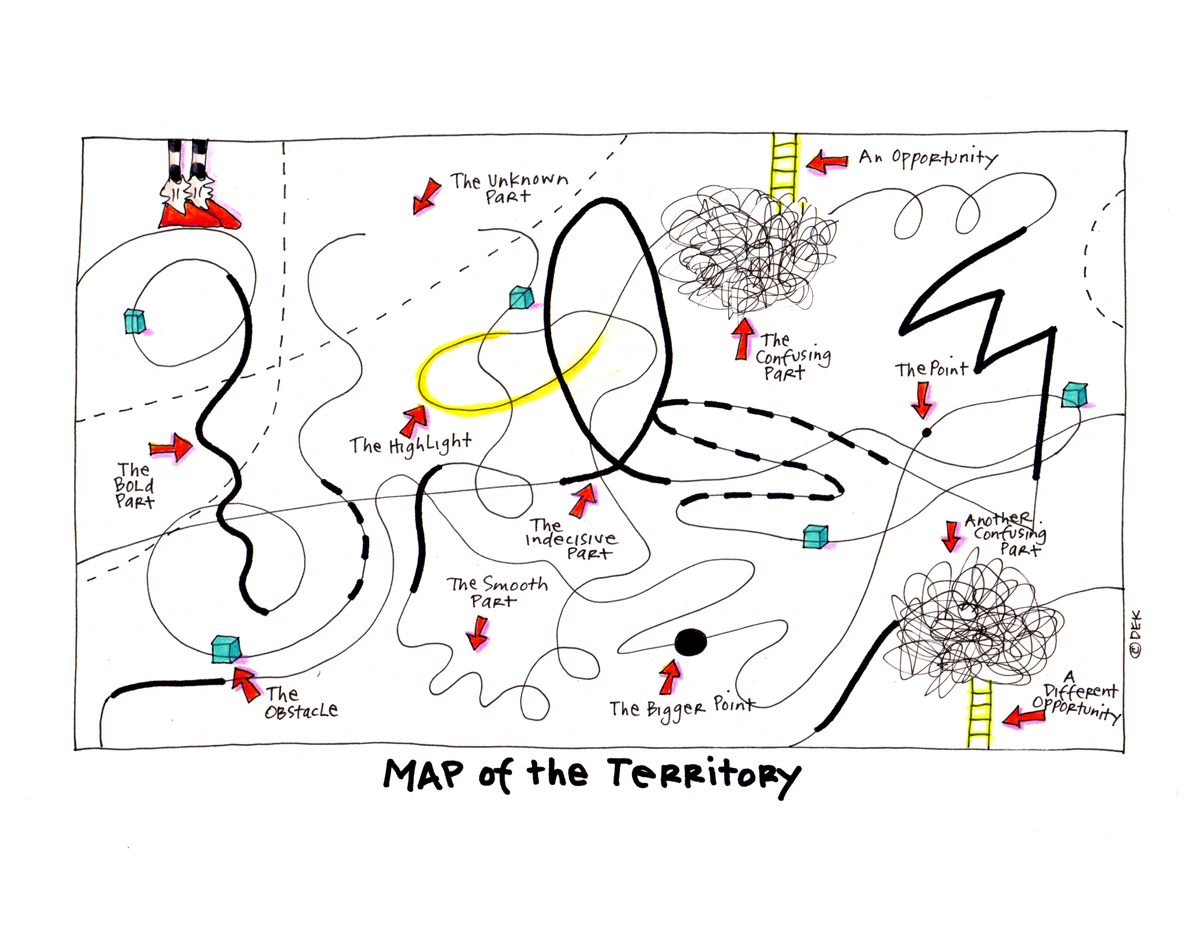 An Opportunity
The Unknown
Part
The
Confusing
Part
The Point
The Highlight
The
Bold
Part
The
Indecisive
Part
Another
Confusing
Part
The Smooth
Part
The
Obstacle
The Bigger Point
A
Different
Opportunity
© DEK
MAP of the Territory